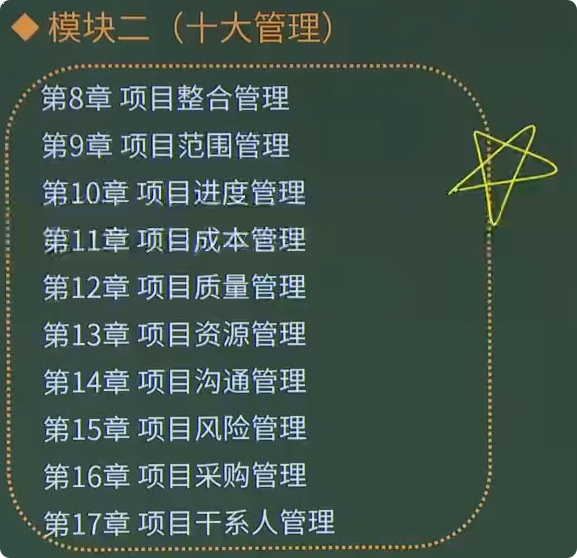 ◆ 模块二（十大管理）
第8章 项目整合管理
第9章 项目范围管理
第10章 项目进度管理
第11章 项目成本管理
第12章 项目质量管理
第13章 项目资源管理
第14章 项目沟通管理
第15章 项目风险管理
第16章 项目采购管理
第17章 项目干系人管理